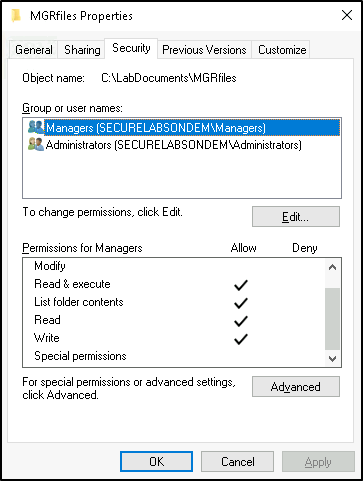 MGRfiles Properties
General Sharing Security Previous Versions Customize
Object name: C:\LabDocuments\MGRfiles
Group or user names:
Managers (SECURELABSONDEM\Managers)
Administrators (SECURELABSONDEM\Administrators)
To change permissions, click Edit. Edit...
Permissions for Managers Allow Deny
Modify
Read & execute
List folder contents
Read
Write
Special permissions
For special permissions or advanced settings,
click Advanced. Advanced
OK Cancel Apply